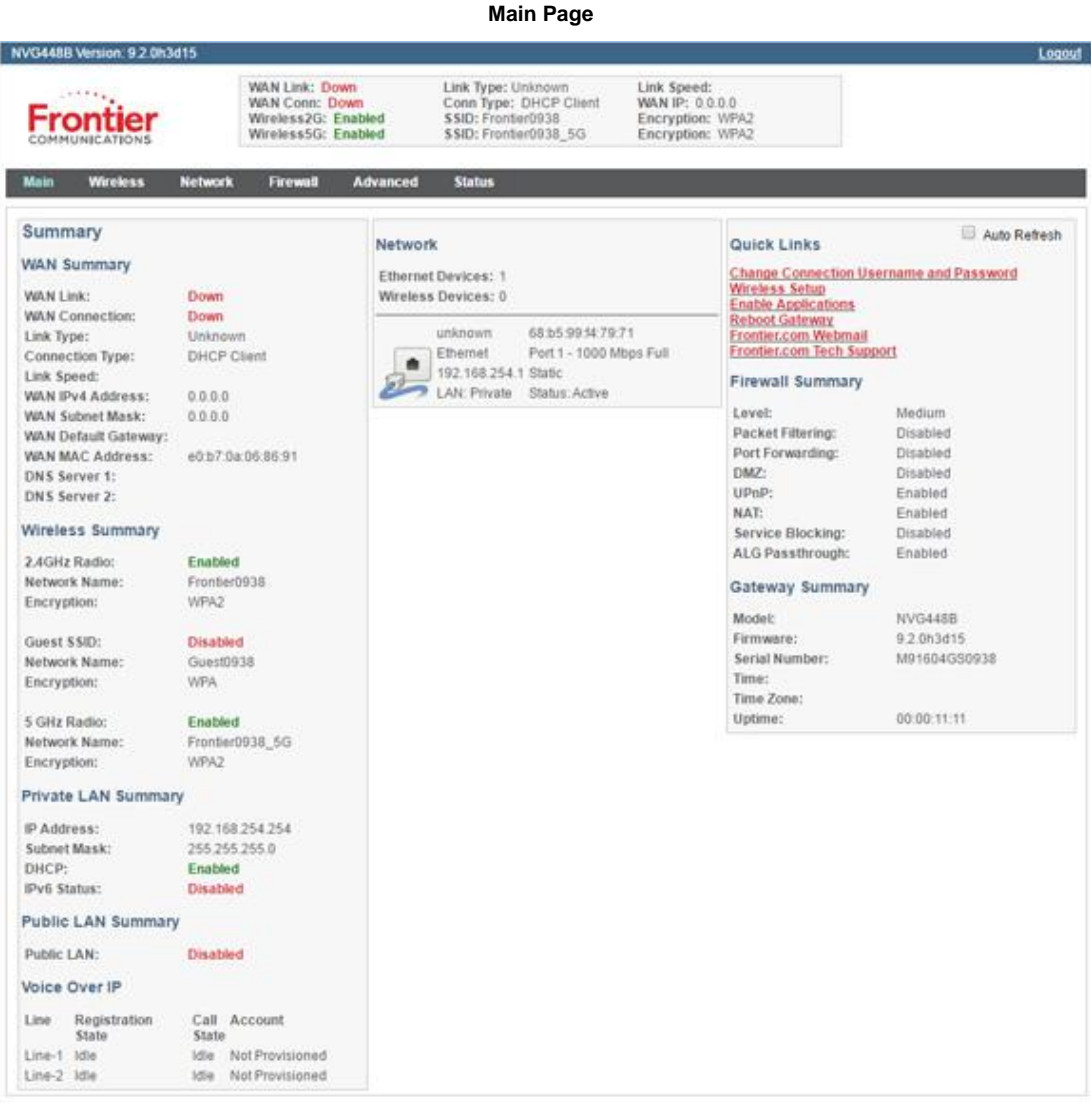 Main Page
NVG448B Version: 9.2.0h3d15 Logout
Frontier
COMMUNICATIONS
WAN Link: Down Link Type: Unknown Link Speed:
WAN Conn: Down Conn Type: DHCP Client WAN IP: 0.0.0.0
Wireless2G: Enabled SSID: Frontier0938 Encryption: WPA2
Wireless5G: Enabled SSID: Frontier0938_5G Encryption: WPA2
Main Wireless Network Firewall Advanced Status
Summary
WAN Summary
WAN Link: Down
WAN Connection: Down
Link Type: Unknown
Connection Type: DHCP Client
Link Speed:
WAN IPv4 Address: 0.0.0.0
WAN Subnet Mask: 0.0.0.0
WAN Default Gateway:
WAN MAC Address: e0:b7:0a:06:86:91
DNS Server 1:
DNS Server 2:
Wireless Summary
2.4GHz Radio: Enabled
Network Name: Frontier0938
Encryption: WPA2
Guest SSID: Disabled
Network Name: Guest0938
Encryption: WPA
5 GHz Radio: Enabled
Network Name: Frontier0938_5G
Encryption: WPA2
Private LAN Summary
IP Address: 192.168.254.254
Subnet Mask: 255.255.255.0
DHCP: Enabled
IPv6 Status: Disabled
Public LAN Summary
Public LAN: Disabled
Voice Over IP
Line Registration State Call State Account
Line-1 Idle Idle Not Provisioned
Line-2 Idle Idle Not Provisioned
Network
Ethernet Devices: 1
Wireless Devices: 0
unknown 68:b5:99:f4:79:71
Ethernet Port 1 - 1000 Mbps Full
192.168.254.1 Static
LAN: Private Status: Active
Auto Refresh
Quick Links
Change Connection Username and Password
Wireless Setup
Enable Applications
Reboot Gateway
Frontier.com Webmail
Frontier.com Tech Support
Firewall Summary
Level: Medium
Packet Filtering: Disabled
Port Forwarding: Disabled
DMZ: Disabled
UPnP: Enabled
NAT: Enabled
Service Blocking: Disabled
ALG Passthrough: Enabled
Gateway Summary
Model: NVG448B
Firmware: 9.2.0h3d15
Serial Number: M91604GS0938
Time:
Time Zone:
Uptime: 00:00:11:11